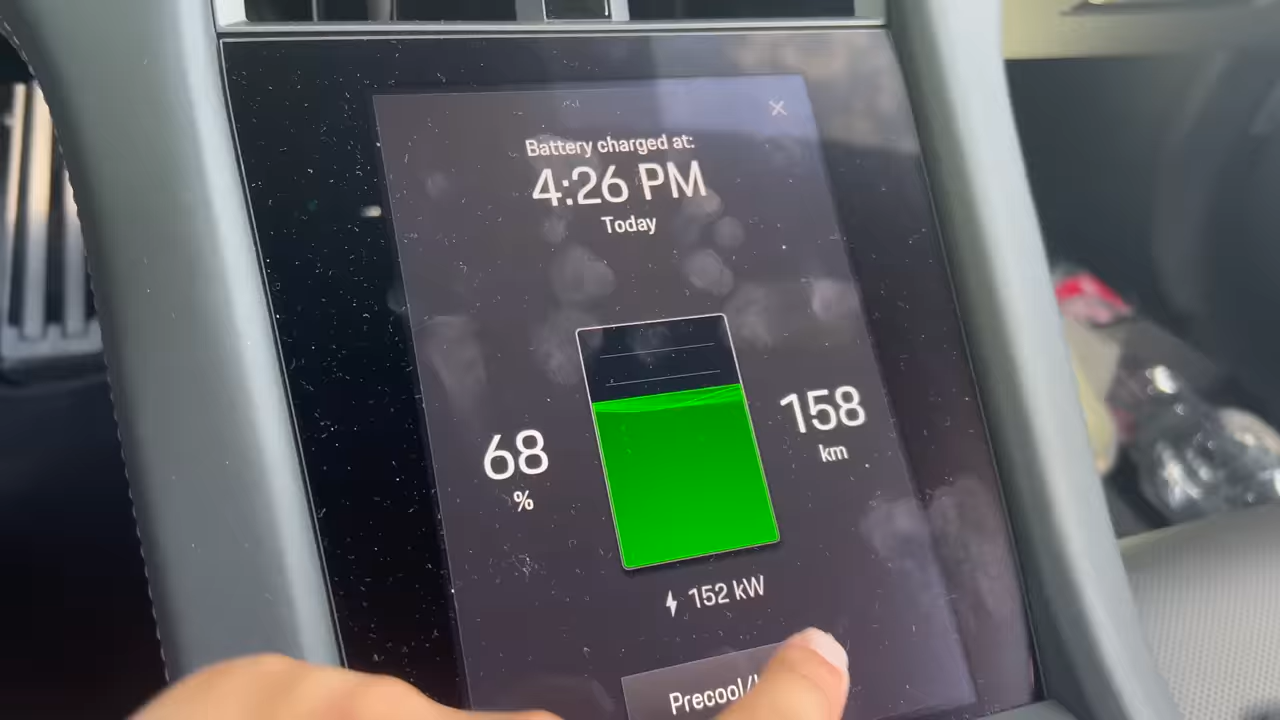 Battery charged at:
4:26 PM
Today
68
%
158
km
152 kW
Precool/